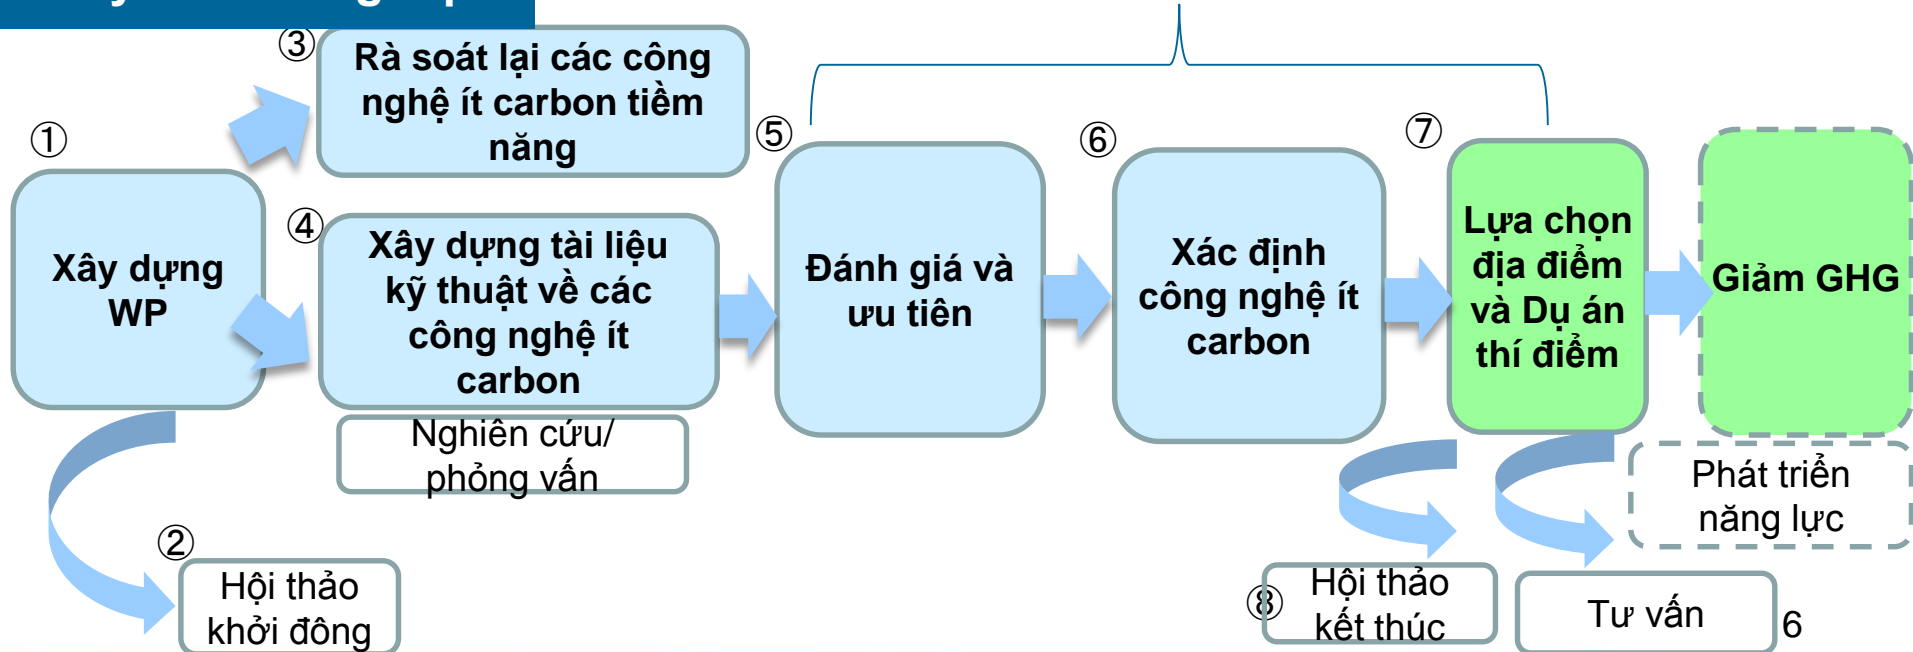 ③
Rà soát lại các công
nghệ ít carbon tiềm
năng
①
Xây dựng
WP
④
Xây dựng tài liệu
kỹ thuật về các
công nghệ ít
carbon
Nghiên cứu/
phỏng vấn
②
Hội thảo
khởi đông
⑤
Đánh giá và
ưu tiên
⑥
Xác định
công nghệ ít
carbon
⑦
Lựa chọn
địa điểm
và Dụ án
thí điểm
Giảm GHG
Phát triển
năng lực
⑧
Hội thảo
kết thúc
Tư vấn
6